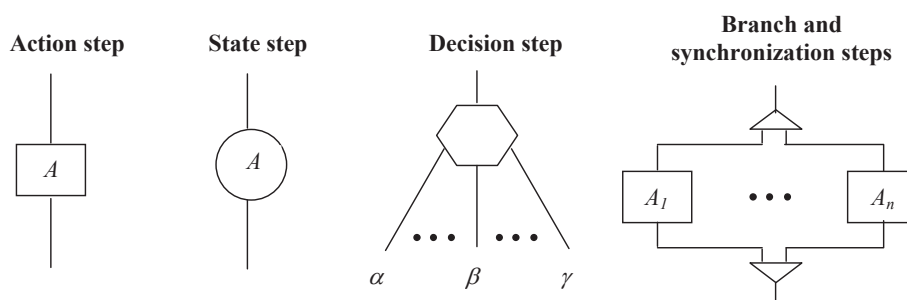 Action step
State step
Decision step
Branch and
synchronization steps
A
A
α
β
γ
A1
An